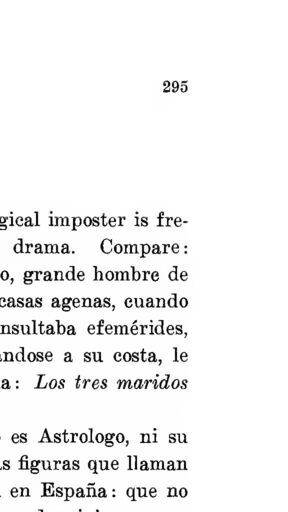 295
gical imposter is fre-
drama. Compare:
o, grande hombre de
casas agenas, cuando
nsultaba efemérides,
ndose a su costa, le
a: Los tres maridos
es Astrologo, ni su
s figuras que llaman
en España: que no